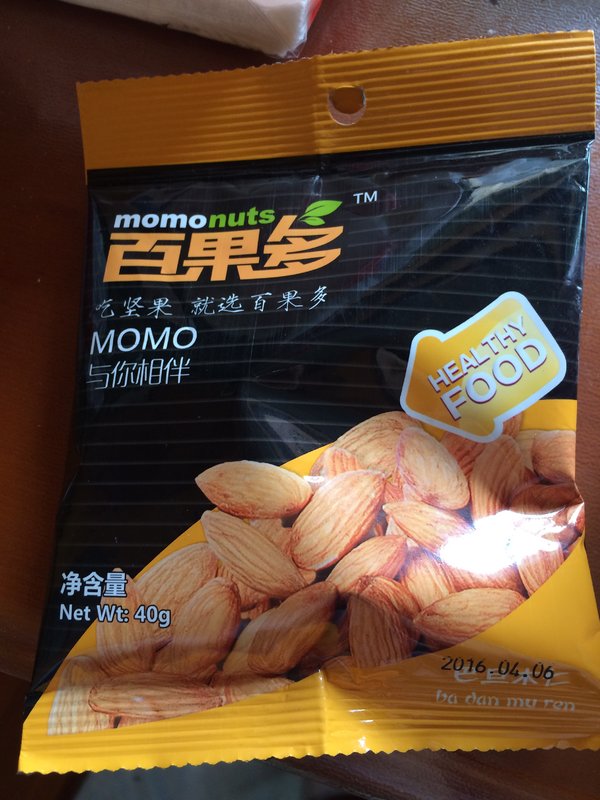 momonuts
TM
百果多
吃坚果 就选百果多
MOMO
与你相伴
HEALTHY
FOOD
净含量
Net Wt: 40g
2016.04.06
ba dan mu ren